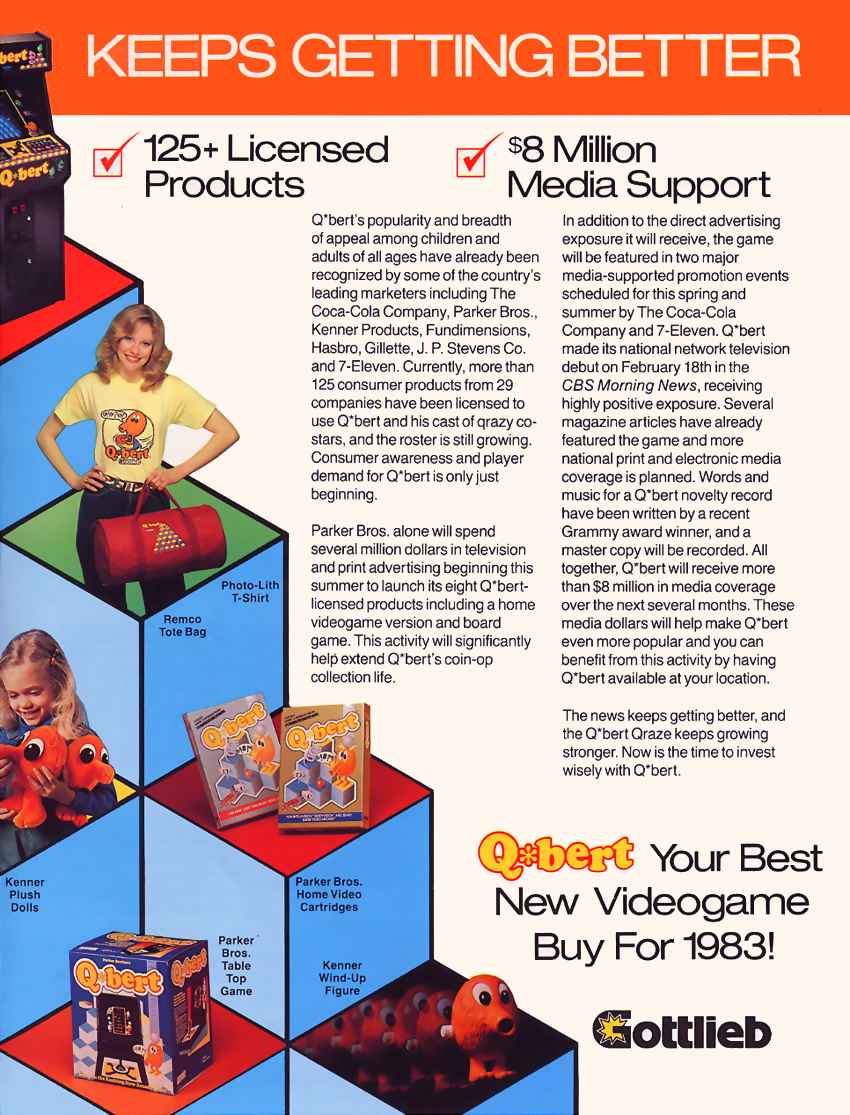 KEEPS GETTING BETTER
125+ Licensed
Products
Q*bert's popularity and breadth
of appeal among children and
adults of all ages have already been
recognized by some of the country's
leading marketers including The
Coca-Cola Company, Parker Bros.,
Kenner Products, Fundimensions,
Hasbro, Gillette, J. P. Stevens Co.
and 7-Eleven. Currently, more than
125 consumer products from 29
companies have been licensed to
use Q*bert and his cast of qrazy co-
stars, and the roster is still growing.
Consumer awareness and player
demand for Q*bert is only just
beginning.
Parker Bros. alone will spend
several million dollars in television
and print advertising beginning this
summer to launch its eight Q*bert-
licensed products including a home
videogame version and board
game. This activity will significantly
help extend Q*bert's coin-op
collection life.
$8 Million
Media Support
In addition to the direct advertising
exposure it will receive, the game
will be featured in two major
media-supported promotion events
scheduled for this spring and
summer by The Coca-Cola
Company and 7-Eleven. Q*bert
made its national network television
debut on February 18th in the
CBS Morning News, receiving
highly positive exposure. Several
magazine articles have already
featured the game and more
national print and electronic media
coverage is planned. Words and
music for a Q*bert novelty record
have been written by a recent
Grammy award winner, and a
master copy will be recorded. All
together, Q*bert will receive more
than $8 million in media coverage
over the next several months. These
media dollars will help make Q*bert
even more popular and you can
benefit from this activity by having
Q*bert available at your location.
The news keeps getting better, and
the Q*bert Qraze keeps growing
stronger. Now is the time to invest
wisely with Q*bert.
bert
Q*bert
Q*bert
Q*bert
Photo-Lith
T-Shirt
Remco
Tote Bag
Q*bert
Q*bert
Kenner
Plush
Dolls
Parker Bros.
Home Video
Cartridges
Parker Brothers
Q*bert
Q*bert
Parker
Bros.
Table
Top
Game
Kenner
Wind-Up
Figure
Q*bert Your Best
New Videogame
Buy For 1983!
Gottlieb